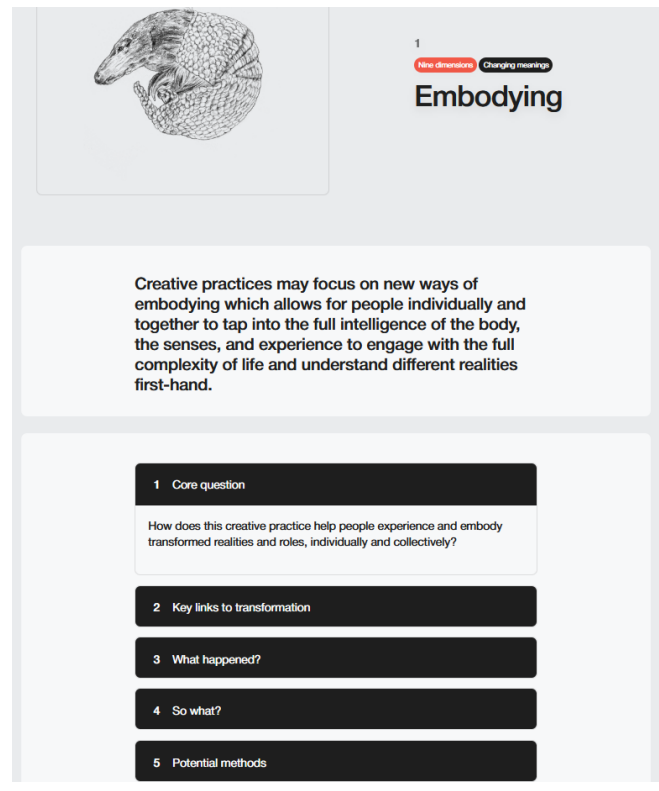 1
Nine dimensions Changing meanings
Embodying
Creative practices may focus on new ways of
embodying which allows for people individually and
together to tap into the full intelligence of the body,
the senses, and experience to engage with the full
complexity of life and understand different realities
first-hand.
1 Core question
How does this creative practice help people experience and embody
transformed realities and roles, individually and collectively?
2 Key links to transformation
3 What happened?
4 So what?
5 Potential methods